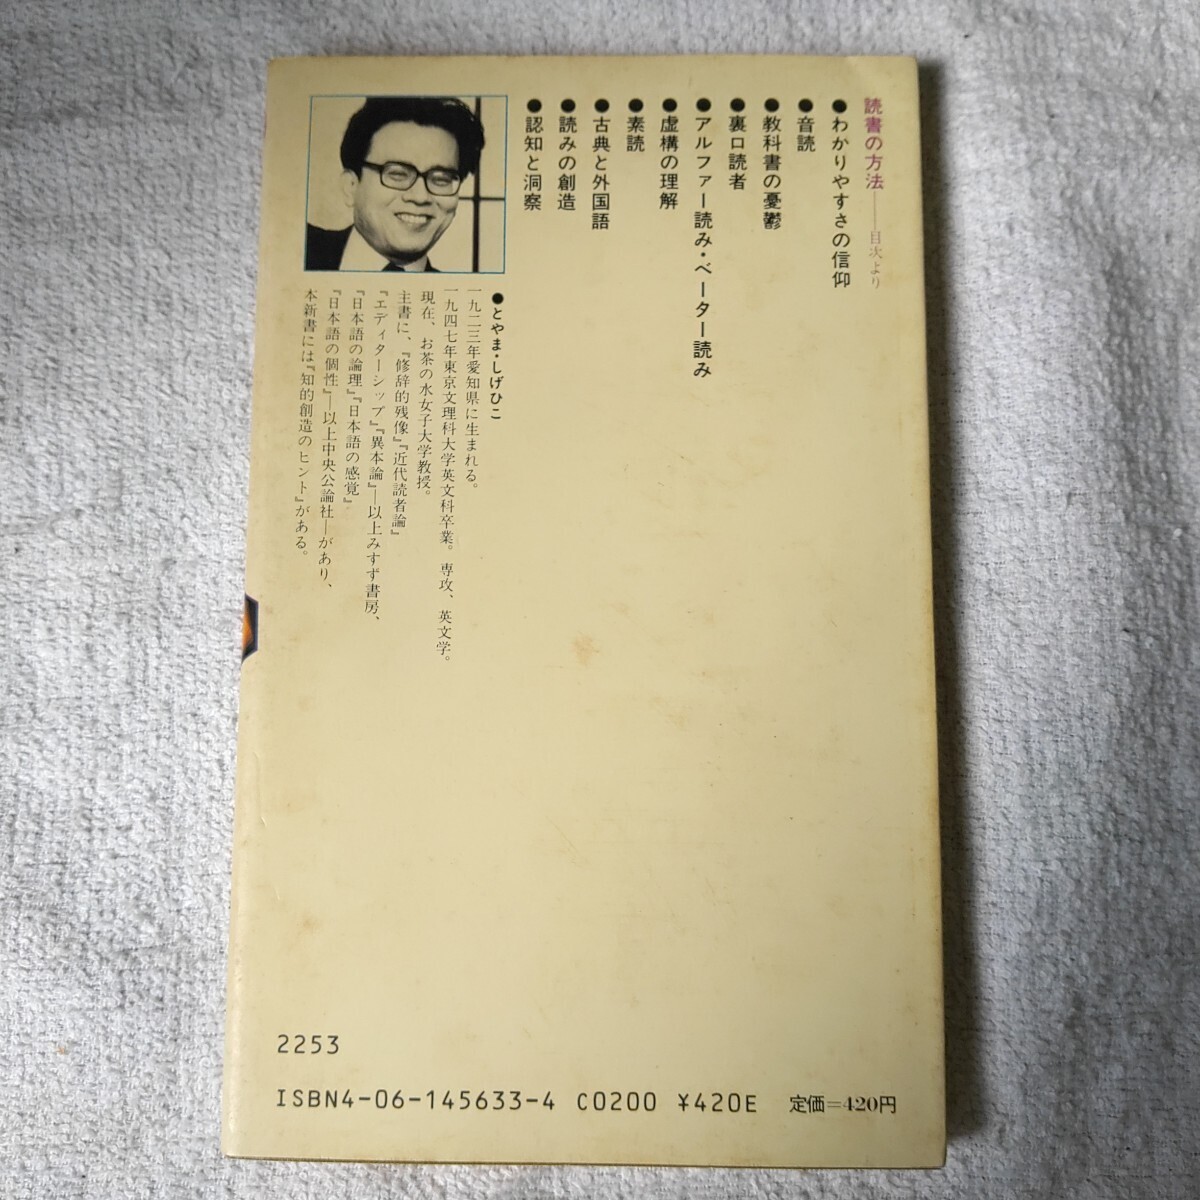 読書の方法——目次より
●わかりやすさの信仰
●音読
●教科書の憂鬱
●裏口読者
●アルファー読み・ベーター読み
●虚構の理解
●素読
●古典と外国語
●読みの創造
●認知と洞察
●とやま・しげひこ
一九二三年愛知県に生まれる。
一九四七年東京文理科大学英文科卒業。専攻、英文学。
現在、お茶の水女子大学教授。
主書に、『修辞的残像』『近代読者論』
『エディターシップ』『異本論』—以上みすず書房、
『日本語の論理』『日本語の感覚』
『日本語の個性』—以上中央公論社—があり、
本新書には『知的創造のヒント』がある。
2253
ISBN4-06-145633-4 C0200 ¥420E 定価=420円